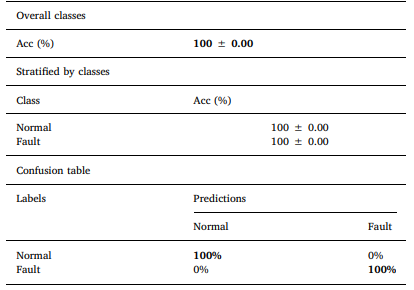 Overall classes
Acc (%) 100 ± 0.00
Stratified by classes
Class Acc (%)
Normal 100 ± 0.00
Fault 100 ± 0.00
Confusion table
Labels Predictions
Normal Fault
Normal 100% 0%
Fault 0% 100%